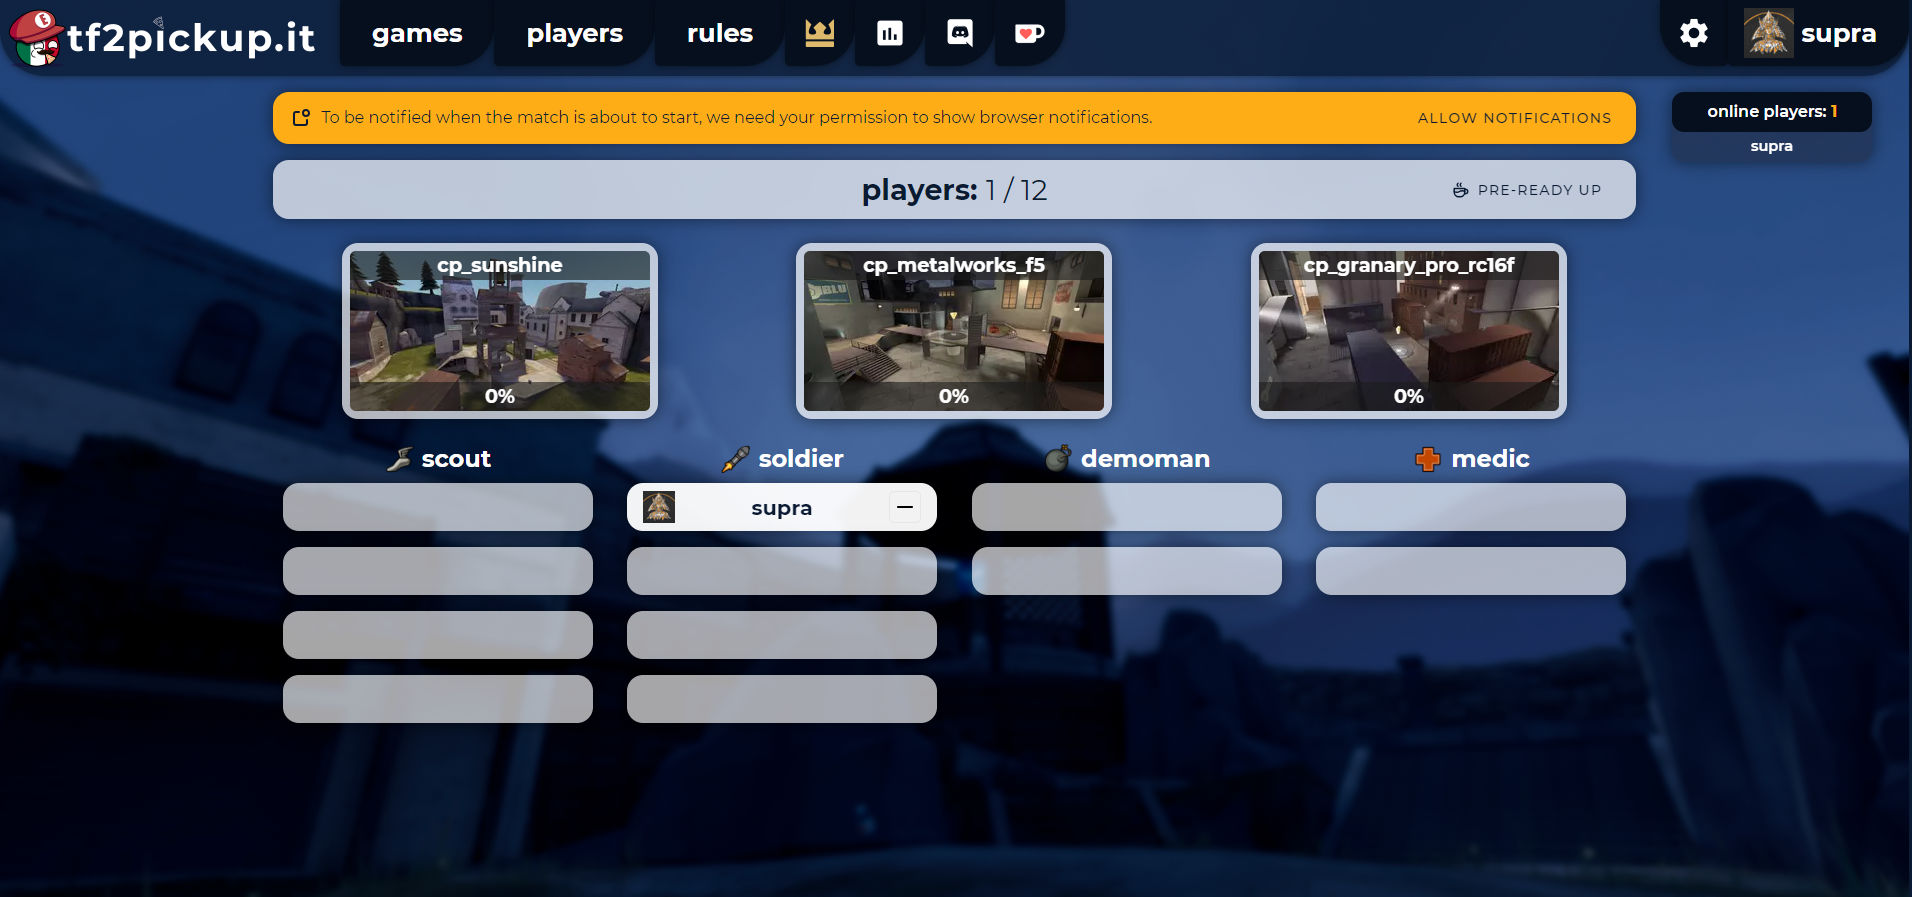 tf2pickup.it
games
players
rules
supra
To be notified when the match is about to start, we need your permission to show browser notifications.
ALLOW NOTIFICATIONS
online players: 1
supra
players: 1 / 12
PRE-READY UP
cp_sunshine
0%
cp_metalworks_f5
BLU
0%
cp_granary_pro_rc16f
0%
scout
soldier
demoman
medic
supra